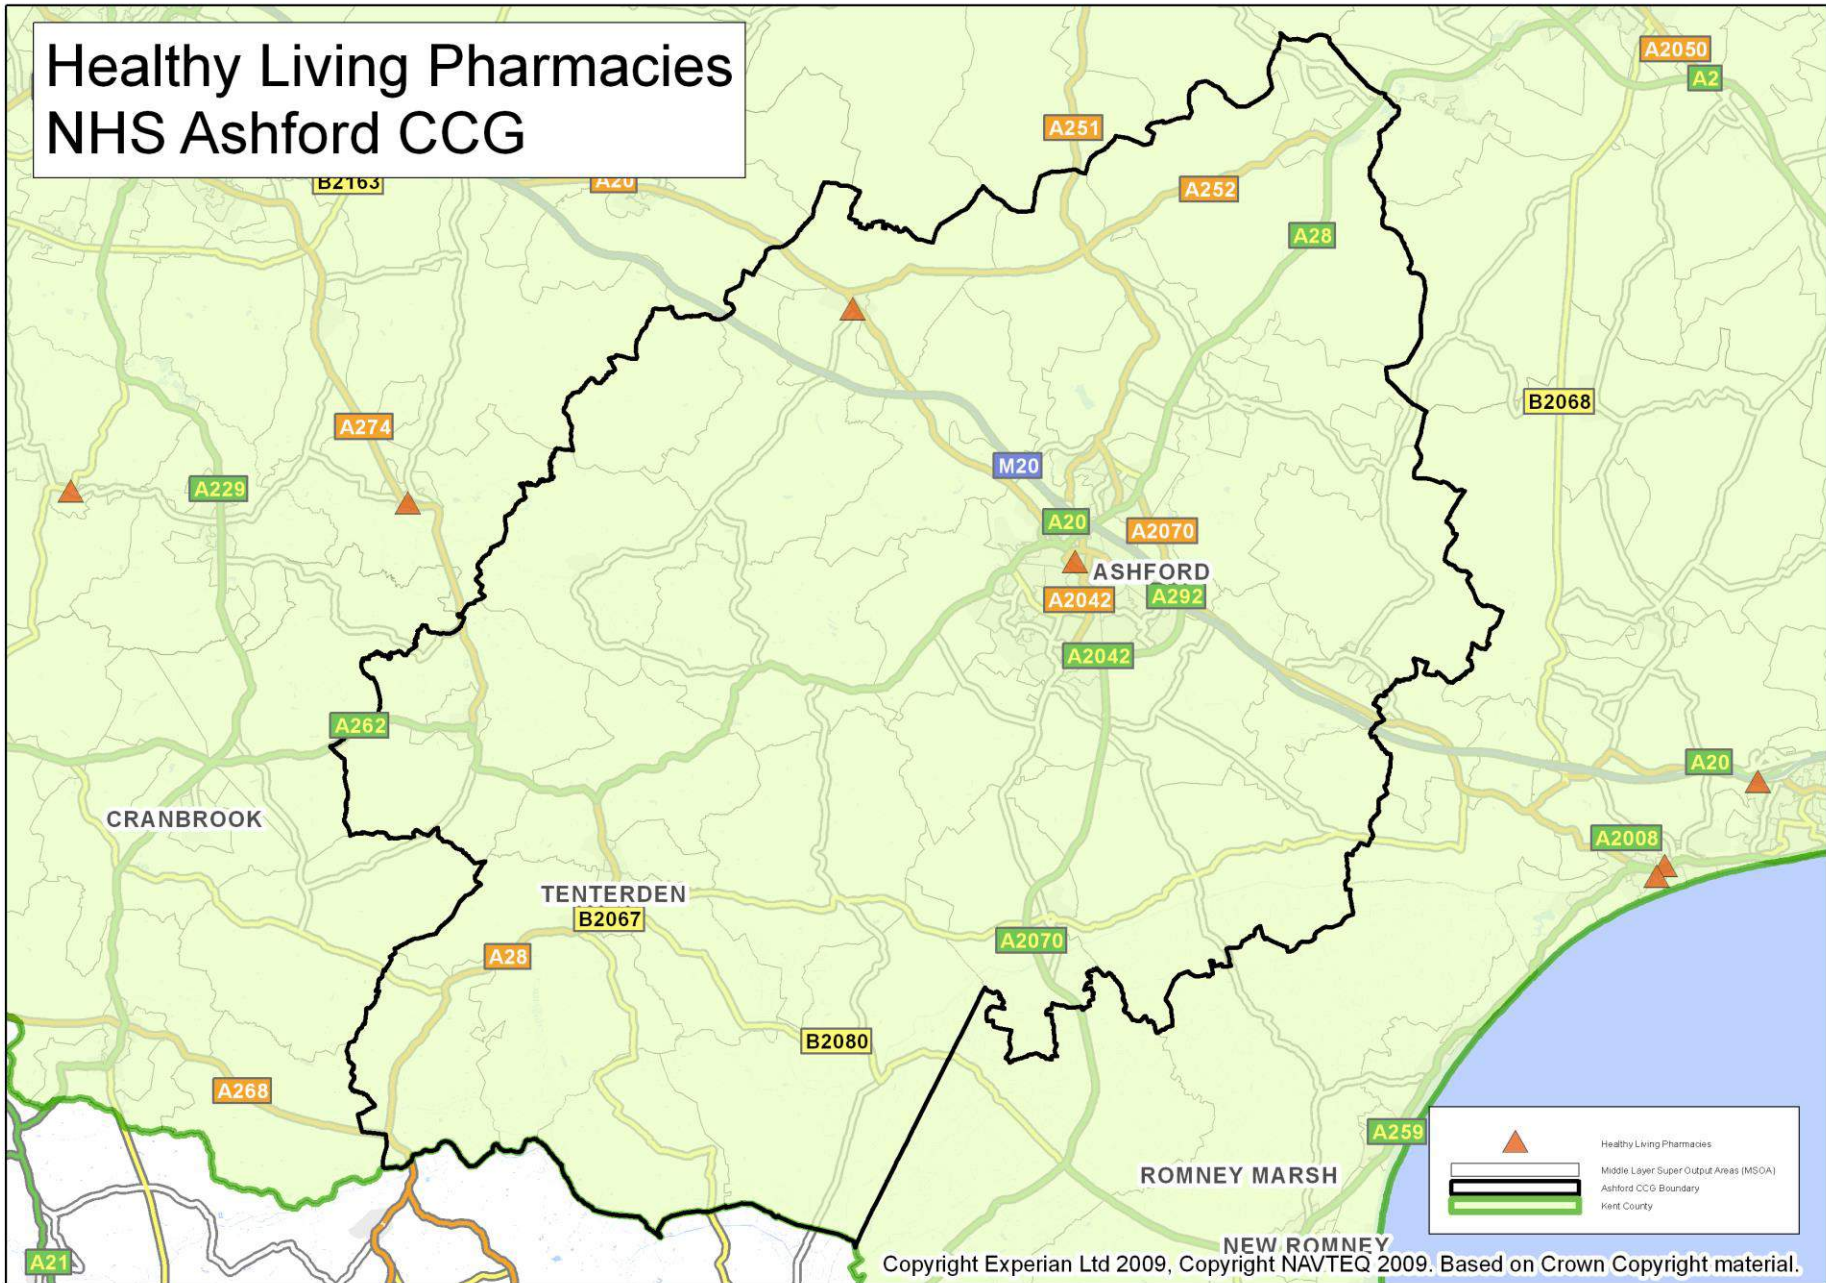 Healthy Living Pharmacies
NHS Ashford CCG
A2050
A2
A251
B2163
A20
A252
A28
B2068
A274
M20
A229
A20
A2070
ASHFORD
A2042
A292
A2042
A262
A20
CRANBROOK
A2008
TENTERDEN
B2067
A2070
A28
B2080
A268
A259
Healthy Living Pharmacies
Middle Layer Super Output Areas (MSOA)
Ashford CCG Boundary
Kent County
ROMNEY MARSH
NEW ROMNEY
A21
Copyright Experian Ltd 2009, Copyright NAVTEQ 2009. Based on Crown Copyright material.